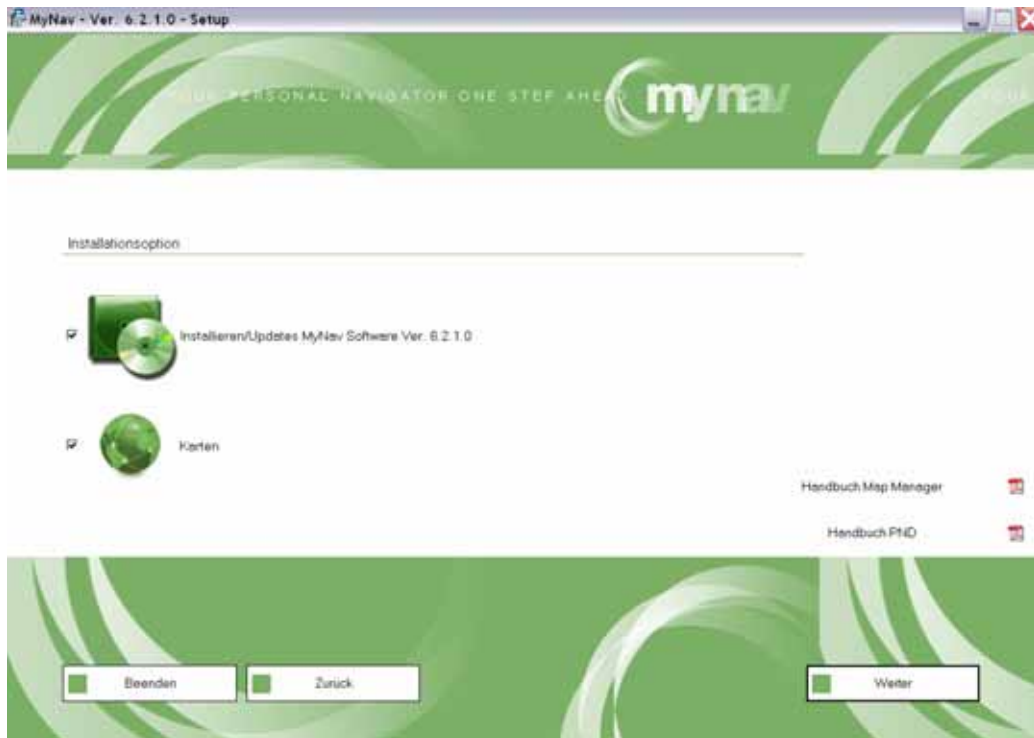 MyNav - Ver. 6.2.1.0 - Setup
PERSONAL NAVIGATOR ONE STEP AHEAD
mynav
YOUR
Installationsoption
Installieren/Updates MyNav Software Ver. 6.2.1.0
Karten
Handbuch Map Manager
Handbuch PND
Beenden
Zurück
Weiter